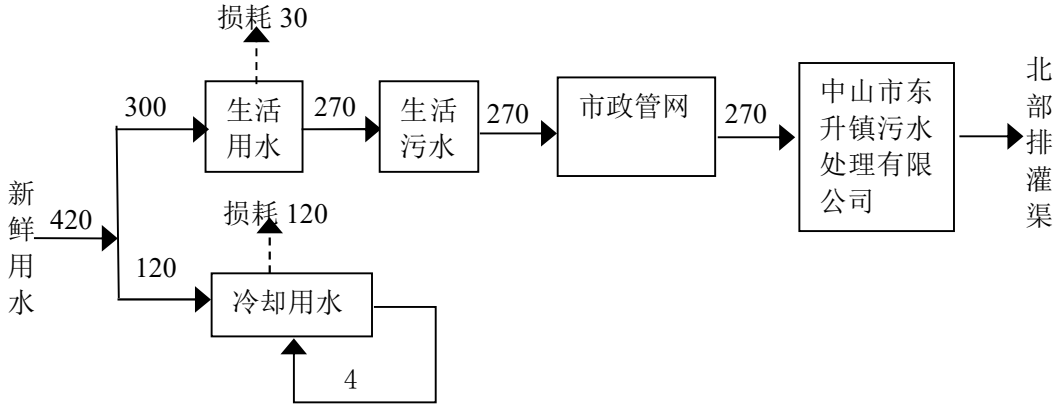 损耗 30
300
生活
用水
270
生活
污水
270
市政管网
270
中山市东
升镇污水
处理有限
公司
北部排灌渠
新鲜用水
420
损耗 120
120
冷却用水
4